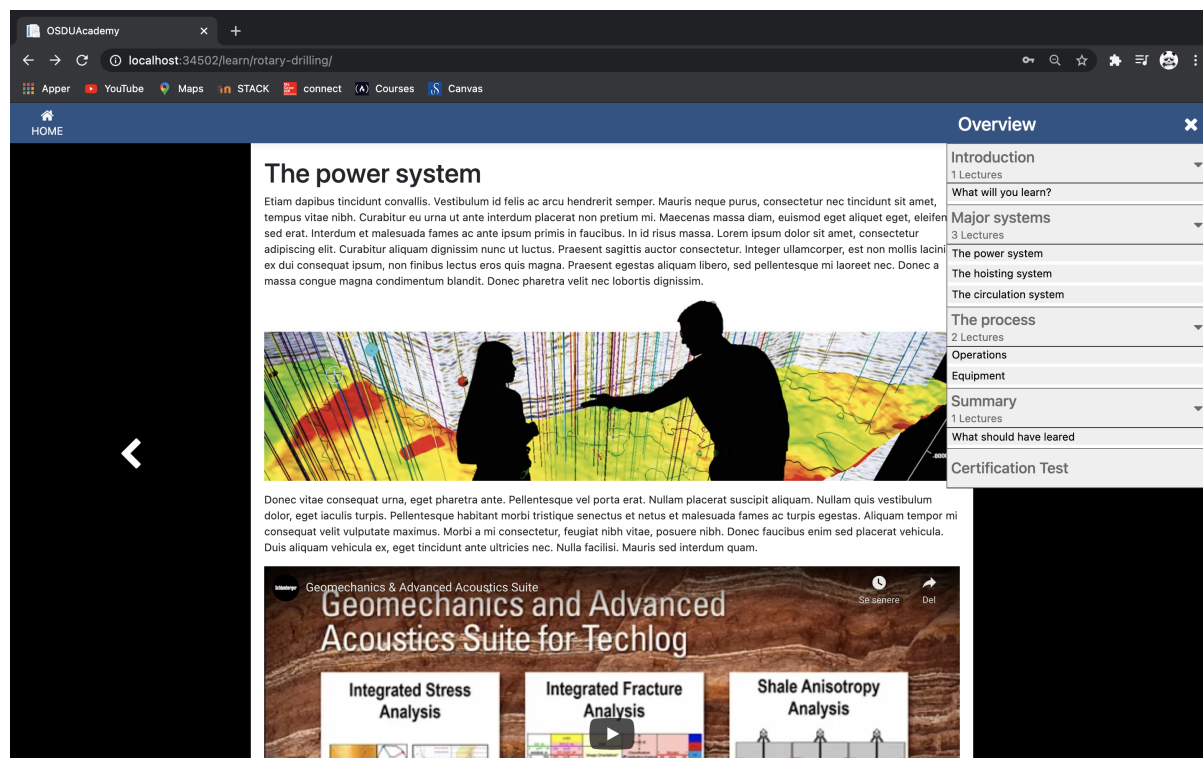 OSDUAcademy
localhost:34502/learn/rotary-drilling/
Apper YouTube Maps STACK connect Courses Canvas
HOME
Overview
Introduction
1 Lectures
What will you learn?
Major systems
3 Lectures
The power system
The hoisting system
The circulation system
The process
2 Lectures
Operations
Equipment
Summary
1 Lectures
What should have leared
Certification Test
The power system
Etiam dapibus tincidunt convallis. Vestibulum id felis ac arcu hendrerit semper. Mauris neque purus, consectetur nec tincidunt sit amet,
tempus vitae nibh. Curabitur eu urna ut ante interdum placerat non pretium mi. Maecenas massa diam, euismod eget aliquet eget, eleifen
sed erat. Interdum et malesuada fames ac ante ipsum primis in faucibus. In id risus massa. Lorem ipsum dolor sit amet, consectetur
adipiscing elit. Curabitur aliquam dignissim nunc ut luctus. Praesent sagittis auctor consectetur. Integer ullamcorper, est non mollis lacini
ex dui consequat ipsum, non finibus lectus eros quis magna. Praesent egestas aliquam libero, sed pellentesque mi laoreet nec. Donec a
massa congue magna condimentum blandit. Donec pharetra velit nec lobortis dignissim.
Donec vitae consequat urna, eget pharetra ante. Pellentesque vel porta erat. Nullam placerat suscipit aliquam. Nullam quis vestibulum
dolor, eget iaculis turpis. Pellentesque habitant morbi tristique senectus et netus et malesuada fames ac turpis egestas. Aliquam tempor mi
consequat velit vulputate maximus. Morbi a mi consectetur, feugiat nibh vitae, posuere nibh. Donec faucibus enim sed placerat vehicula.
Duis aliquam vehicula ex, eget tincidunt ante ultricies nec. Nulla facilisi. Mauris sed interdum quam.
Schlumberger Geomechanics & Advanced Acoustics Suite
Se senere Del
Geomechanics and Advanced
Acoustics Suite for Techlog
Integrated Stress
Analysis
Integrated Fracture
Analysis
Shale Anisotropy
Analysis